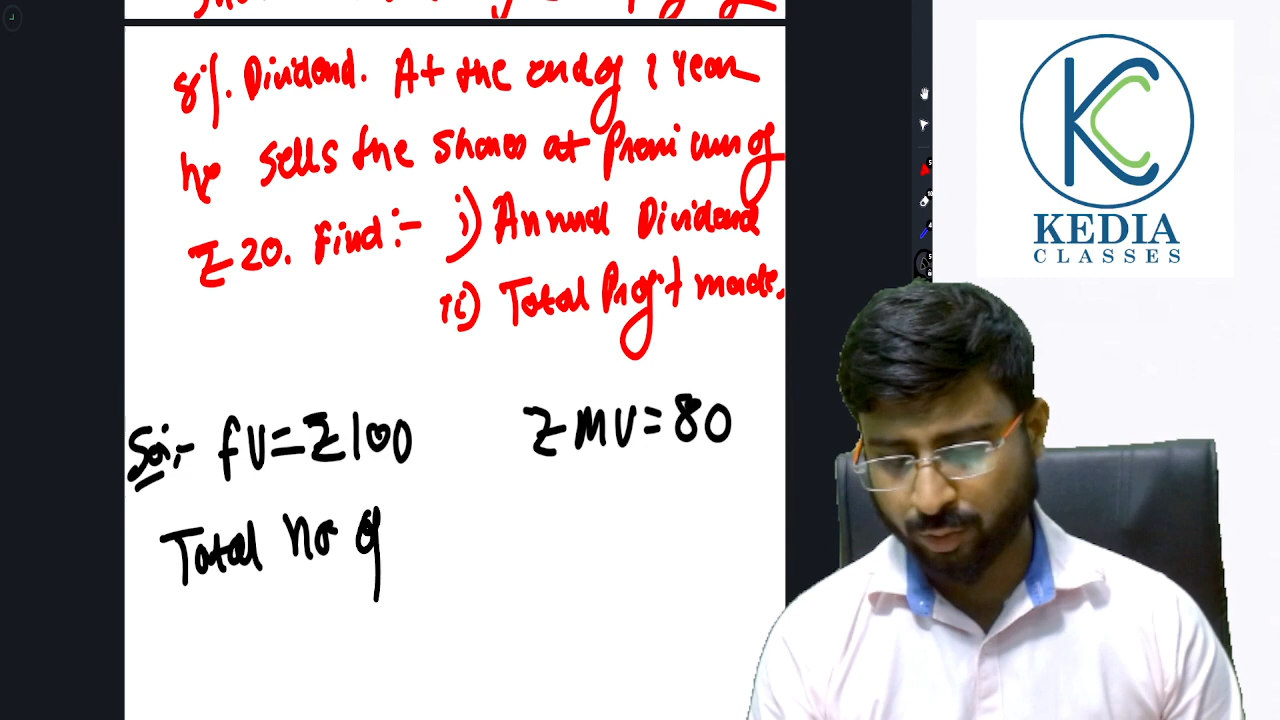 8%. Dividend. At the end of 1 year
he sells the shares at Premium of
₹20. Find:- i) Annual Dividend
ii) Total Profit made.
Sol:- FV=₹100 ₹ MV=80
Total no of
KC
KEDIA
CLASSES